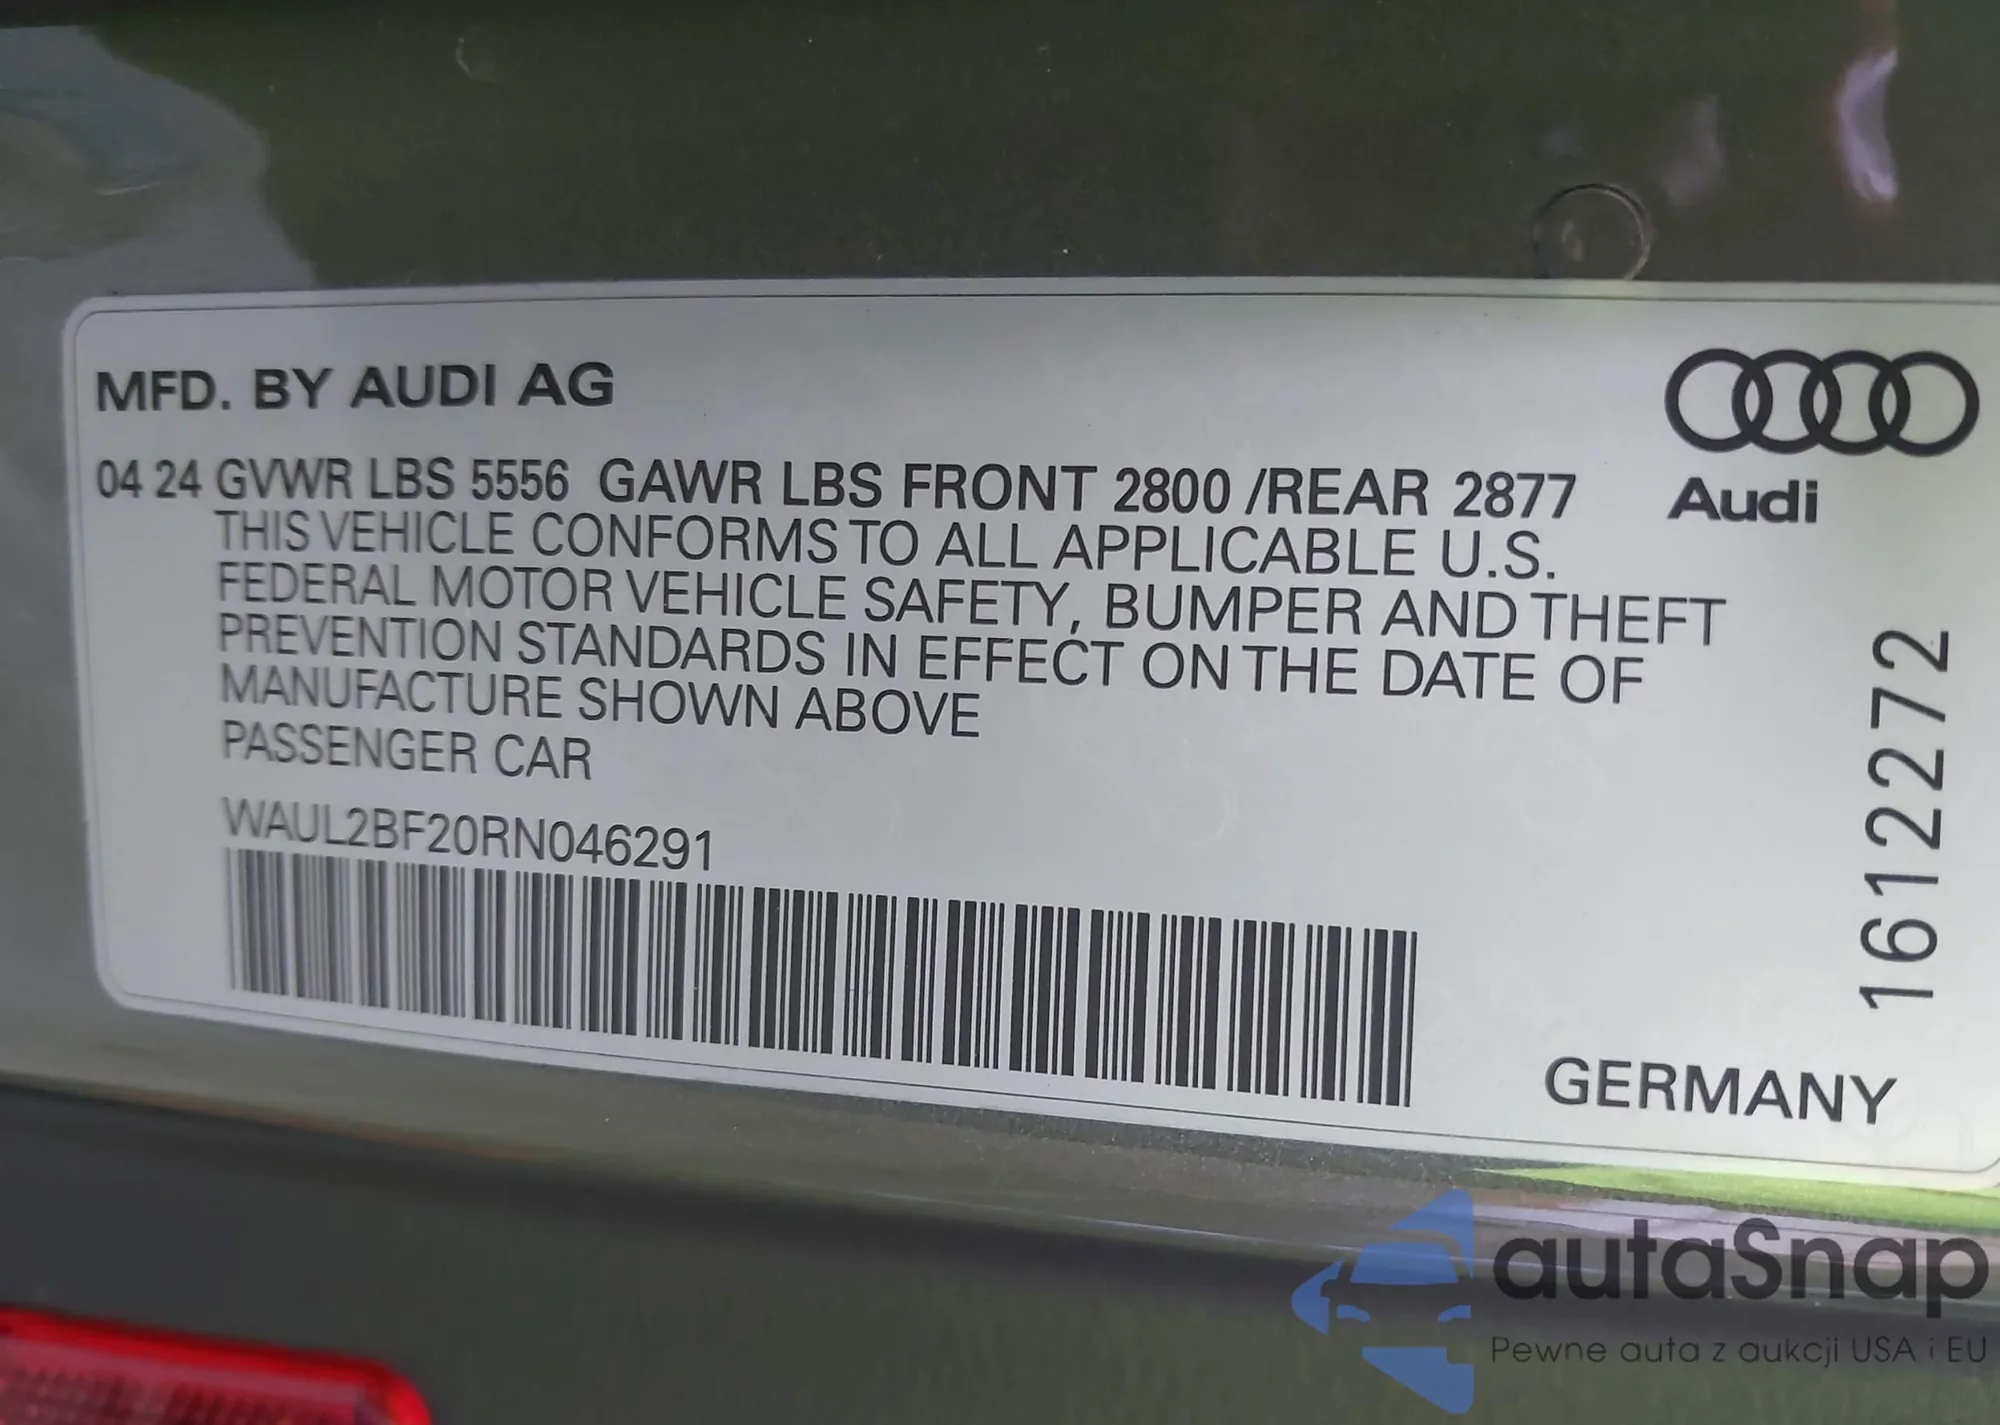 MFD. BY AUDI AG
04 24 GVWR LBS 5556 GAWR LBS FRONT 2800 /REAR 2877
THIS VEHICLE CONFORMS TO ALL APPLICABLE U.S.
FEDERAL MOTOR VEHICLE SAFETY, BUMPER AND THEFT
PREVENTION STANDARDS IN EFFECT ON THE DATE OF
MANUFACTURE SHOWN ABOVE
PASSENGER CAR
WAUL2BF20RN046291
Audi
1612272
GERMANY
autaSnap
Pewne auta z aukcji USA i EU